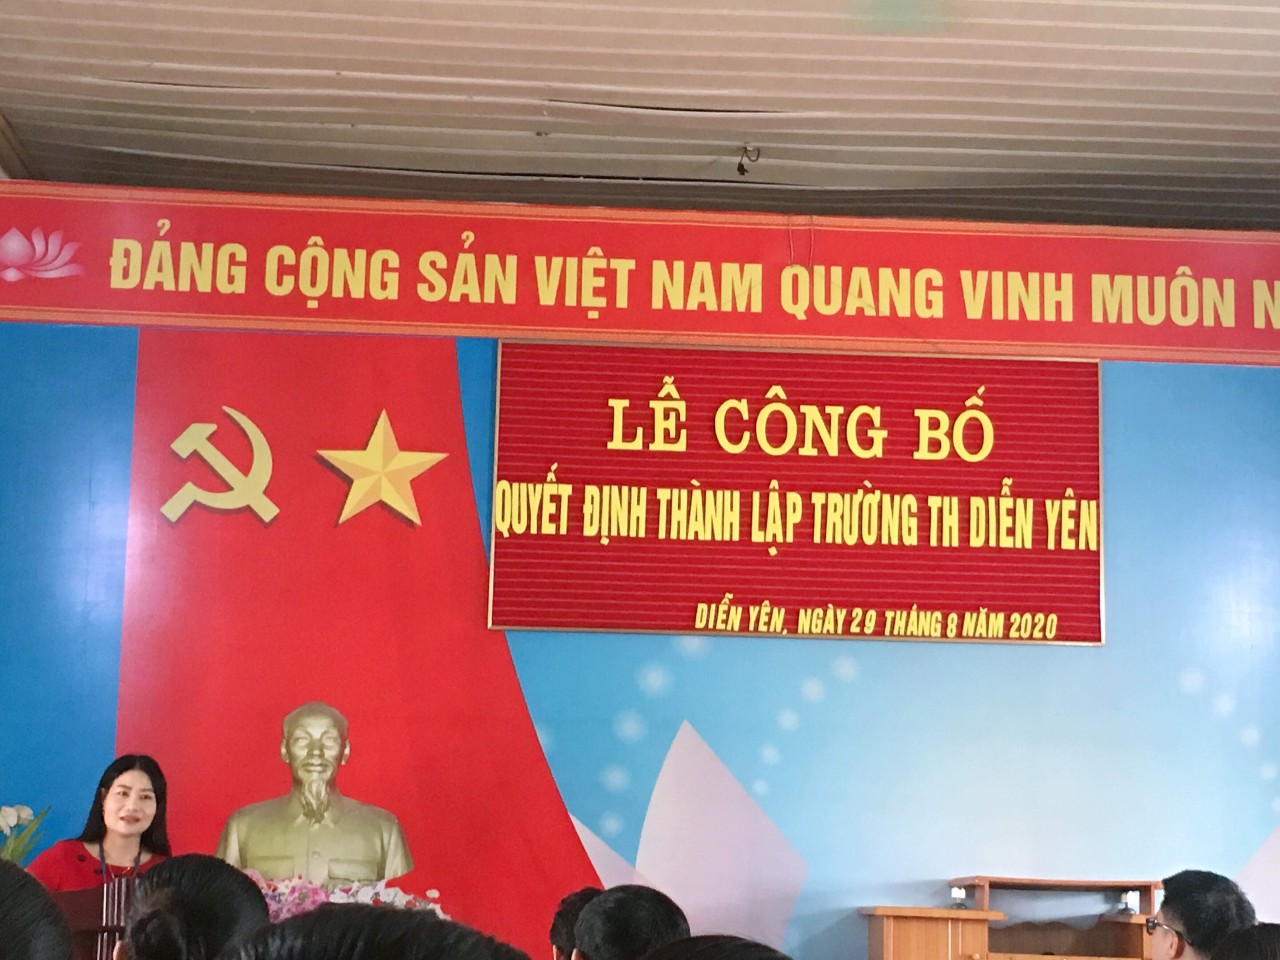 ĐẢNG CỘNG SẢN VIỆT NAM QUANG VINH MUÔN N
LỄ CÔNG BỐ
QUYẾT ĐỊNH THÀNH LẬP TRƯỜNG TH DIỄN YÊN
DIỄN YÊN, NGÀY 29 THÁNG 8 NĂM 2020